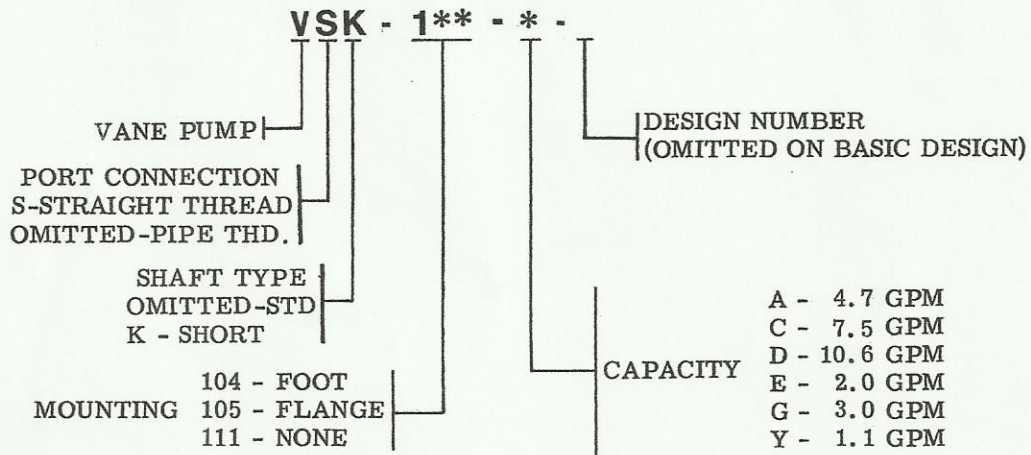 VSK - 1** - * -
VANE PUMP
DESIGN NUMBER
(OMITTED ON BASIC DESIGN)
PORT CONNECTION
S-STRAIGHT THREAD
OMITTED-PIPE THD.
SHAFT TYPE
OMITTED-STD
K - SHORT
MOUNTING
104 - FOOT
105 - FLANGE
111 - NONE
CAPACITY
A - 4.7 GPM
C - 7.5 GPM
D - 10.6 GPM
E - 2.0 GPM
G - 3.0 GPM
Y - 1.1 GPM